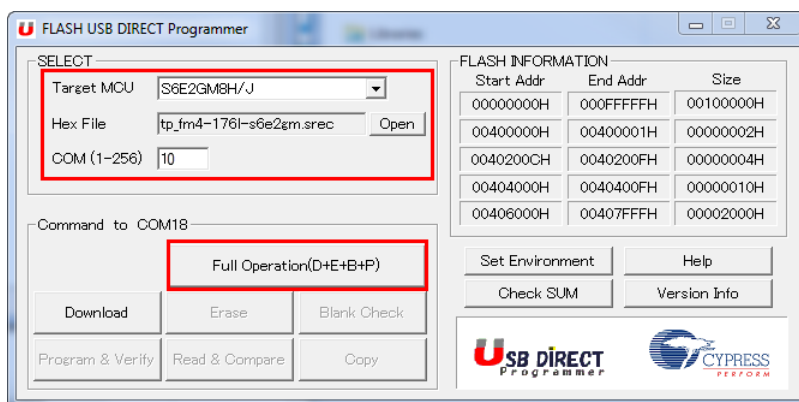 FLASH USB DIRECT Programmer
SELECT
Target MCU S6E2GM8H/J
Hex File tp_fm4-176l-s6e2gm.srec Open
COM (1-256) 10
Command to COM18
Full Operation(D+E+B+P)
Download Erase Blank Check
Program & Verify Read & Compare Copy
FLASH INFORMATION
Start Addr End Addr Size
00000000H 000FFFFFH 00100000H
00400000H 00400001H 00000002H
0040200CH 0040200FH 00000004H
00404000H 0040400FH 00000010H
00406000H 00407FFFH 00002000H
Set Environment Help
Check SUM Version Info
USB DIRECT
Programmer
CYPRESS
PERFORM